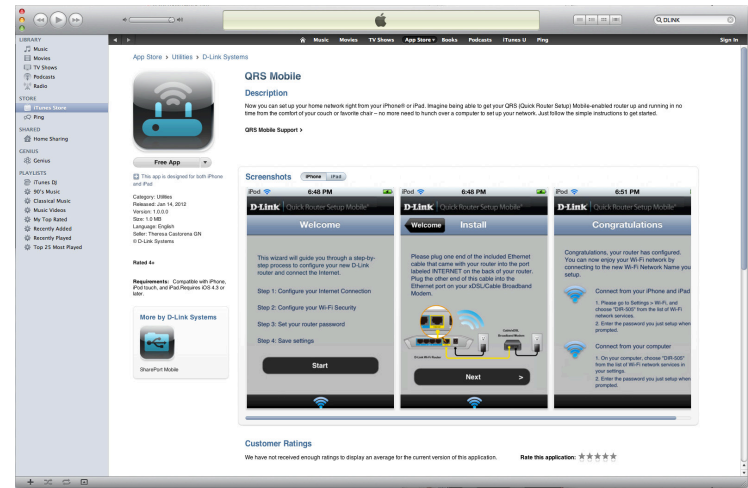 DLINK
LIBRARY
Music
Movies
TV Shows
Podcasts
Radio
STORE
iTunes Store
Ping
SHARED
Home Sharing
GENIUS
Genius
PLAYLISTS
iTunes DJ
90's Music
Classical Music
Music Videos
My Top Rated
Recently Added
Recently Played
Top 25 Most Played
Music Movies TV Shows App Store Books Podcasts iTunes U Ping
Sign In
App Store > Utilities > D-Link Systems
Free App
This app is designed for both iPhone
and iPad
Category: Utilities
Released: Jan 14, 2012
Version: 1.0.0.0
Size: 1.0 MB
Language: English
Seller: Theresa Castorena GN
© D-Link Systems
Rated 4+
Requirements: Compatible with iPhone,
iPod touch, and iPad.Requires iOS 4.3 or
later.
More by D-Link Systems
SharePort Mobile
QRS Mobile
Description
Now you can set up your home network right from your iPhone® or iPad. Imagine being able to get your QRS (Quick Router Setup) Mobile-enabled router up and running in no
time from the comfort of your couch or favorite chair – no more need to hunch over a computer to set up your network. Just follow the simple instructions to get started.
QRS Mobile Support >
Screenshots iPhone iPad
iPod 6:48 PM
D-Link Quick Router Setup Mobile
Welcome
This wizard will guide you through a step-by-
step process to configure your new D-Link
router and connect the Internet.
Step 1: Configure your Internet Connection
Step 2: Configure your Wi-Fi Security
Step 3: Set your router password
Step 4: Save settings
Start
iPod 6:48 PM
D-Link Quick Router Setup Mobile
Welcome Install
Please plug one end of the included Ethernet
cable that came with your router into the port
labeled INTERNET on the back of your router.
Plug the other end of this cable into the
Ethernet port on your xDSL/Cable Broadband
Modem.
D-Link Wi-Fi Router
Next >
iPod 6:51 PM
D-Link Quick Router Setup Mobile
Congratulations
Congratulations, your router has configured.
You can now enjoy your Wi-Fi network by
connecting to the new Wi-Fi Network Name you
setup.
Connect from your iPhone and iPad
1. Please go to Settings > Wi-Fi, and
choose "DIR-505" from the list of Wi-Fi
network services.
2. Enter the password you just setup when
prompted.
Connect from your computer
1. On your computer, choose "DIR-505"
from the list of Wi-Fi network services in
your settings.
2. Enter the password you just setup when
prompted.
Customer Ratings
We have not received enough ratings to display an average for the current version of this application.
Rate this application: